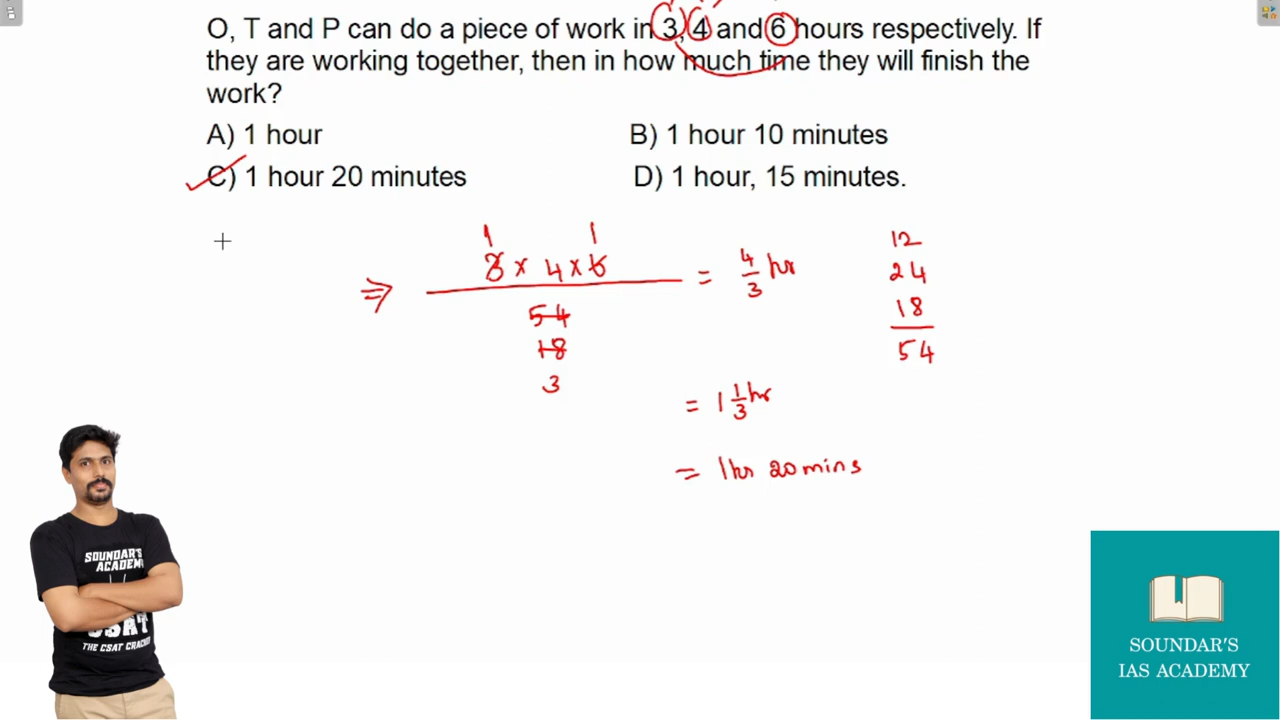 O, T and P can do a piece of work in 3, 4 and 6 hours respectively. If
they are working together, then in how much time they will finish the
work?
A) 1 hour
B) 1 hour 10 minutes
C) 1 hour 20 minutes
D) 1 hour, 15 minutes.
1 1
⇒ 3 × 4 × 6 = 4/3 hr
54
18
3
12
24
18
54
= 1 1/3 hr
= 1 hr 20 mins
SOUNDAR'S
ACADEMY
CSAT
THE CSAT CRACKER
SOUNDAR'S
IAS ACADEMY